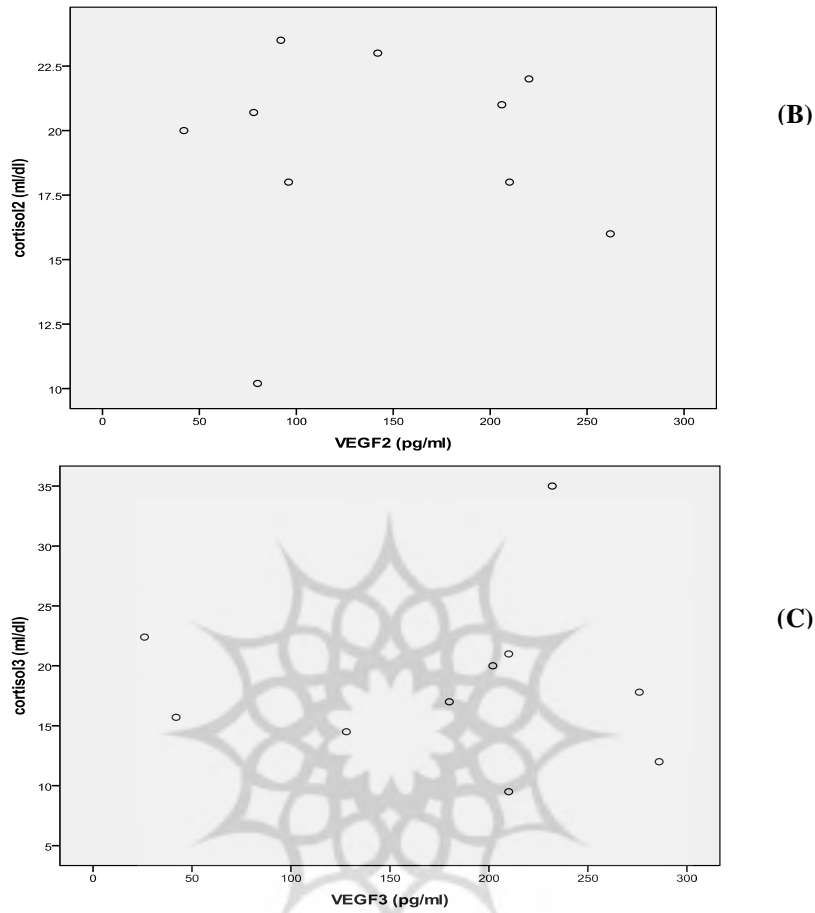 22.5
20
17.5
15
12.5
10
cortisol2 (ml/dl)
0 50 100 150 200 250 300
VEGF2 (pg/ml)
(B)
35
30
25
20
15
10
5
cortisol3 (ml/dl)
0 50 100 150 200 250 300
VEGF3 (pg/ml)
(C)